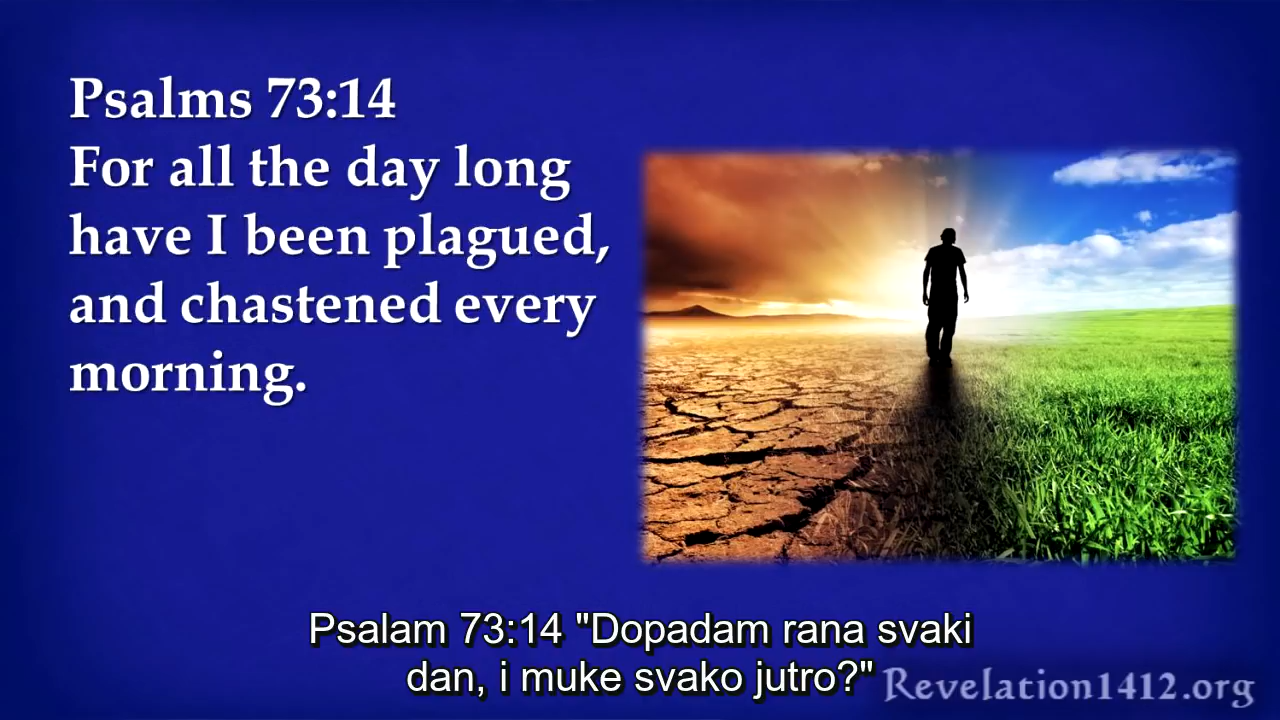 Psalms 73:14
For all the day long
have I been plagued,
and chastened every
morning.
Psalam 73:14 "Dopadam rana svaki
dan, i muke svako jutro?"
Revelation1412.org